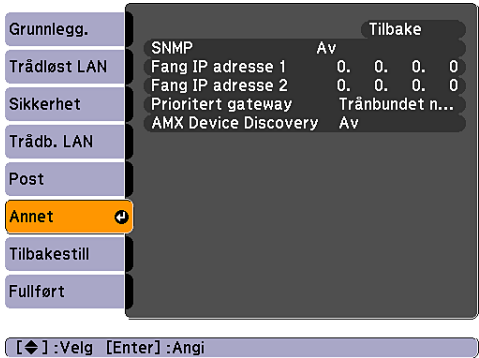 Grunnlegg.
Trådløst LAN
Sikkerhet
Trådb. LAN
Post
Annet
Tilbakestill
Fullført
Tilbake
SNMP Av
Fang IP adresse 1 0. 0. 0. 0
Fang IP adresse 2 0. 0. 0. 0
Prioritert gateway Trånbundet n...
AMX Device Discovery Av
[◆] :Velg [Enter] :Angi